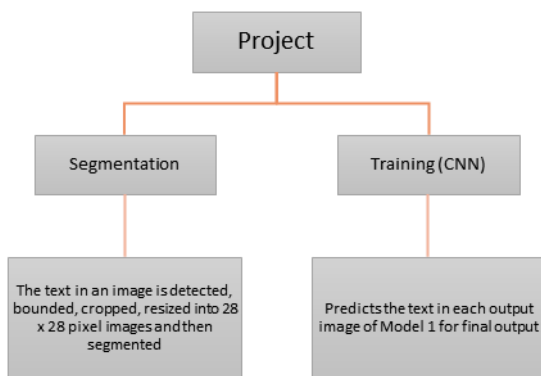 Project
Segmentation
Training (CNN)
The text in an image is detected,
bounded, cropped, resized into 28
x 28 pixel images and then
segmented
Predicts the text in each output
image of Model 1 for final output